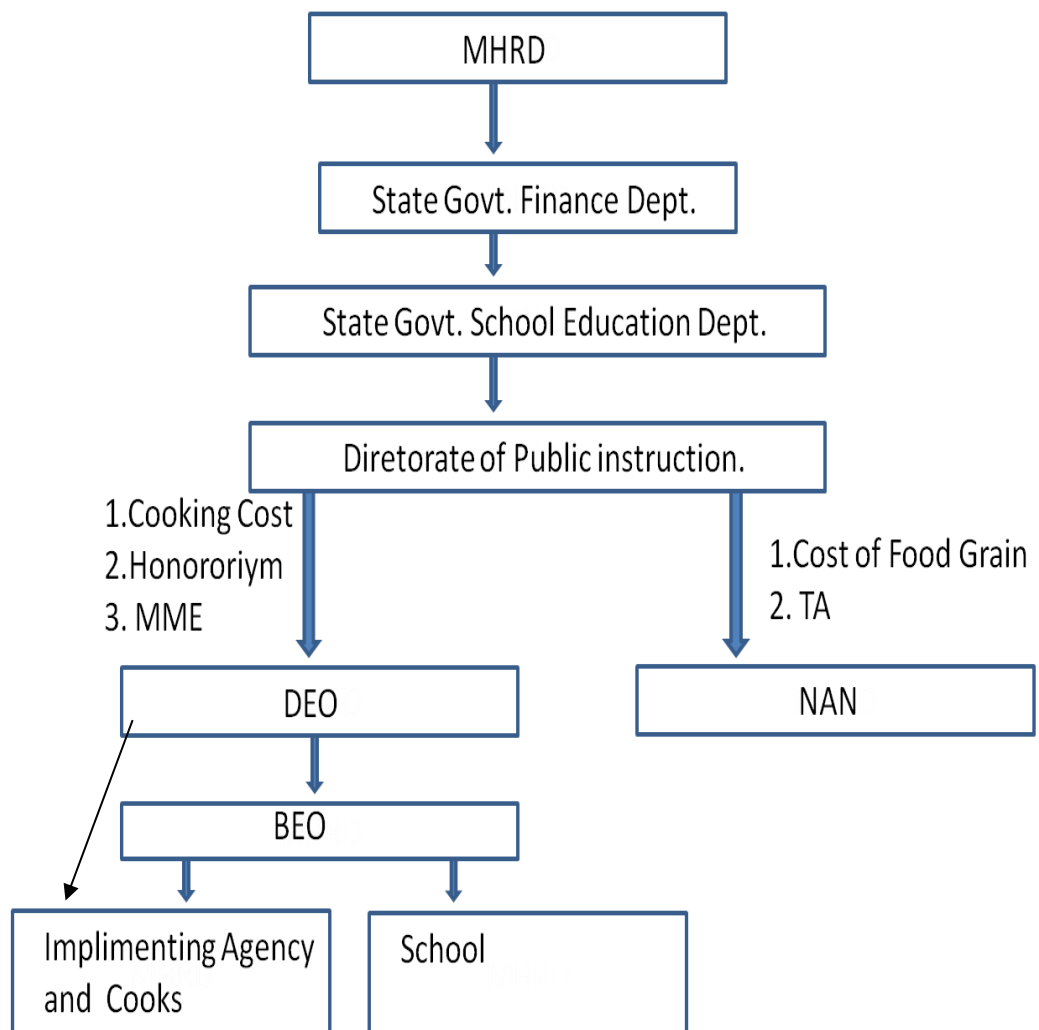 MHRD
State Govt. Finance Dept.
State Govt. School Education Dept.
Diretorate of Public instruction.
1.Cooking Cost
2.Honororiym
3. MME
1.Cost of Food Grain
2. TA
DEO
NAN
BEO
Implimenting Agency
and Cooks
School